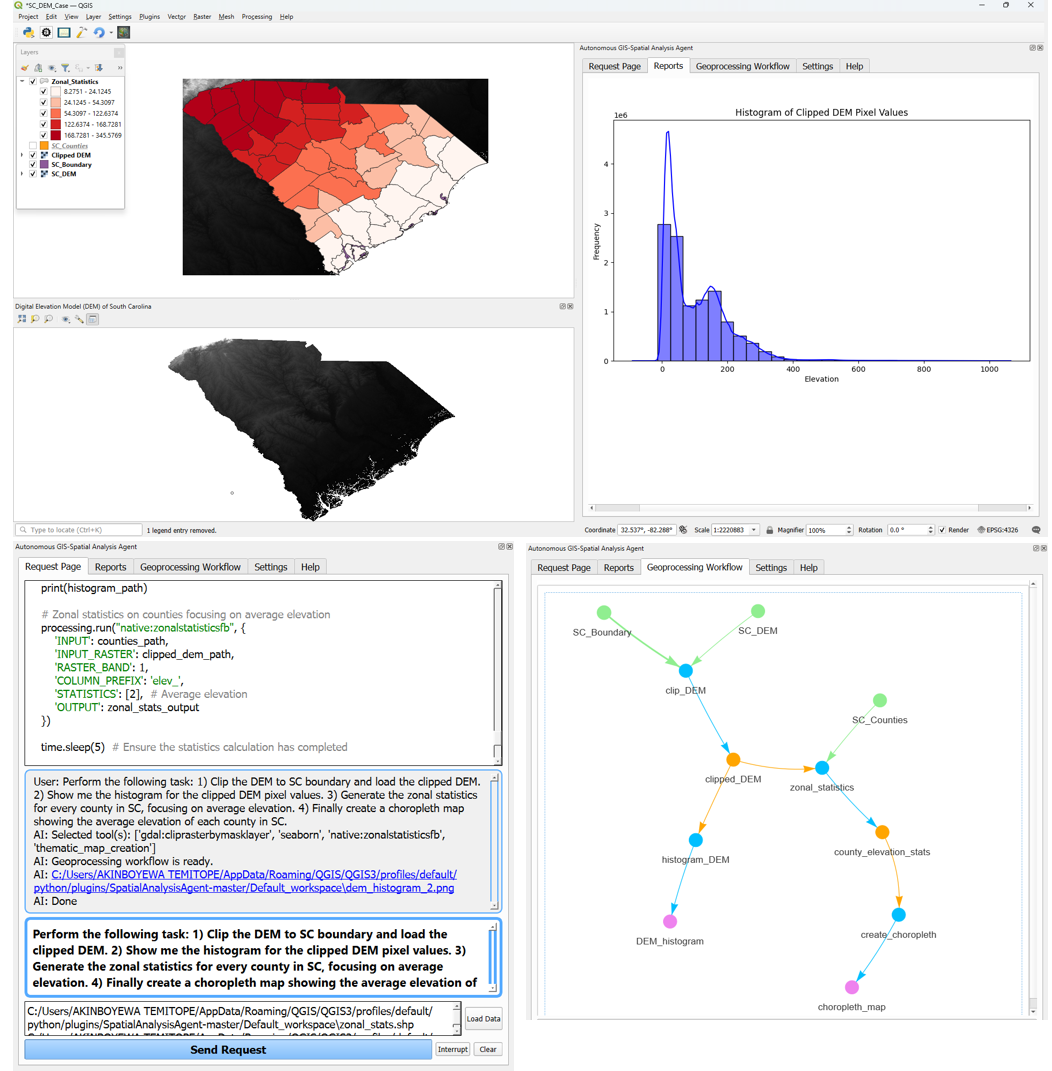 *SC_DEM_Case — QGIS
Project Edit View Layer Settings Plugins Vector Raster Mesh Processing Help
Layers
Zonal_Statistics
8.2751 - 24.1245
24.1245 - 54.3097
54.3097 - 122.6374
122.6374 - 168.7281
168.7281 - 345.5769
SC_Counties
Clipped DEM
SC_Boundary
SC_DEM
Digital Elevation Model (DEM) of South Carolina
Type to locate (Ctrl+K)
1 legend entry removed.
Autonomous GIS-Spatial Analysis Agent
Request Page Reports Geoprocessing Workflow Settings Help
Histogram of Clipped DEM Pixel Values
1e6
4
3
2
1
0
Frequency
0 200 400 600 800 1000
Elevation
Coordinate 32.537°, -82.288° Scale 1:2220883 Magnifier 100% Rotation 0.0 ° Render EPSG:4326
Autonomous GIS-Spatial Analysis Agent
Request Page Reports Geoprocessing Workflow Settings Help
print(histogram_path)
# Zonal statistics on counties focusing on average elevation
processing.run("native:zonalstatisticsfb", {
'INPUT': counties_path,
'INPUT_RASTER': clipped_dem_path,
'RASTER_BAND': 1,
'COLUMN_PREFIX': 'elev_',
'STATISTICS': [2],  # Average elevation
'OUTPUT': zonal_stats_output
})
time.sleep(5)  # Ensure the statistics calculation has completed
User: Perform the following task: 1) Clip the DEM to SC boundary and load the clipped DEM.
2) Show me the histogram for the clipped DEM pixel values. 3) Generate the zonal statistics
for every county in SC, focusing on average elevation. 4) Finally create a choropleth map
showing the average elevation of each county in SC.
AI: Selected tool(s): ['gdal:cliprasterbymasklayer', 'seaborn', 'native:zonalstatisticsfb',
'thematic_map_creation']
AI: Geoprocessing workflow is ready.
AI: C:/Users/AKINBOYEWA TEMITOPE/AppData/Roaming/QGIS/QGIS3/profiles/default/
python/plugins/SpatialAnalysisAgent-master/Default_workspace\dem_histogram_2.png
AI: Done
Perform the following task: 1) Clip the DEM to SC boundary and load the
clipped DEM. 2) Show me the histogram for the clipped DEM pixel values. 3)
Generate the zonal statistics for every county in SC, focusing on average
elevation. 4) Finally create a choropleth map showing the average elevation of
C:/Users/AKINBOYEWA TEMITOPE/AppData/Roaming/QGIS/QGIS3/profiles/default/
python/plugins/SpatialAnalysisAgent-master/Default_workspace\zonal_stats.shp
Load Data
Send Request
Interrupt
Clear
Autonomous GIS-Spatial Analysis Agent
Request Page Reports Geoprocessing Workflow Settings Help
SC_Boundary
SC_DEM
clip_DEM
SC_Counties
clipped_DEM
zonal_statistics
histogram_DEM
county_elevation_stats
DEM_histogram
create_choropleth
choropleth_map